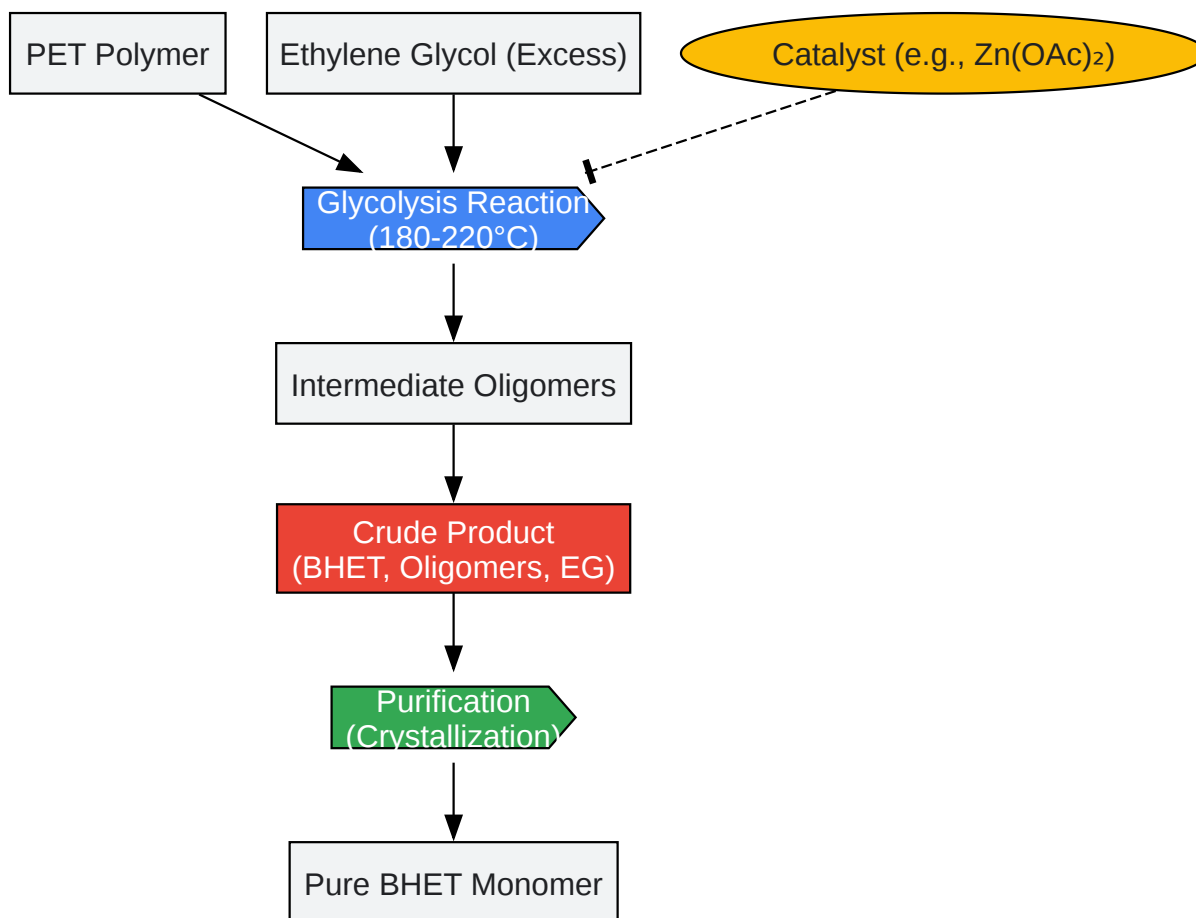 PET Polymer
Ethylene Glycol (Excess)
Catalyst (e.g., Zn(OAc)₂)
Glycolysis Reaction
(180-220°C)
Intermediate Oligomers
Crude Product
(BHET, Oligomers, EG)
Purification
(Crystallization)
Pure BHET Monomer